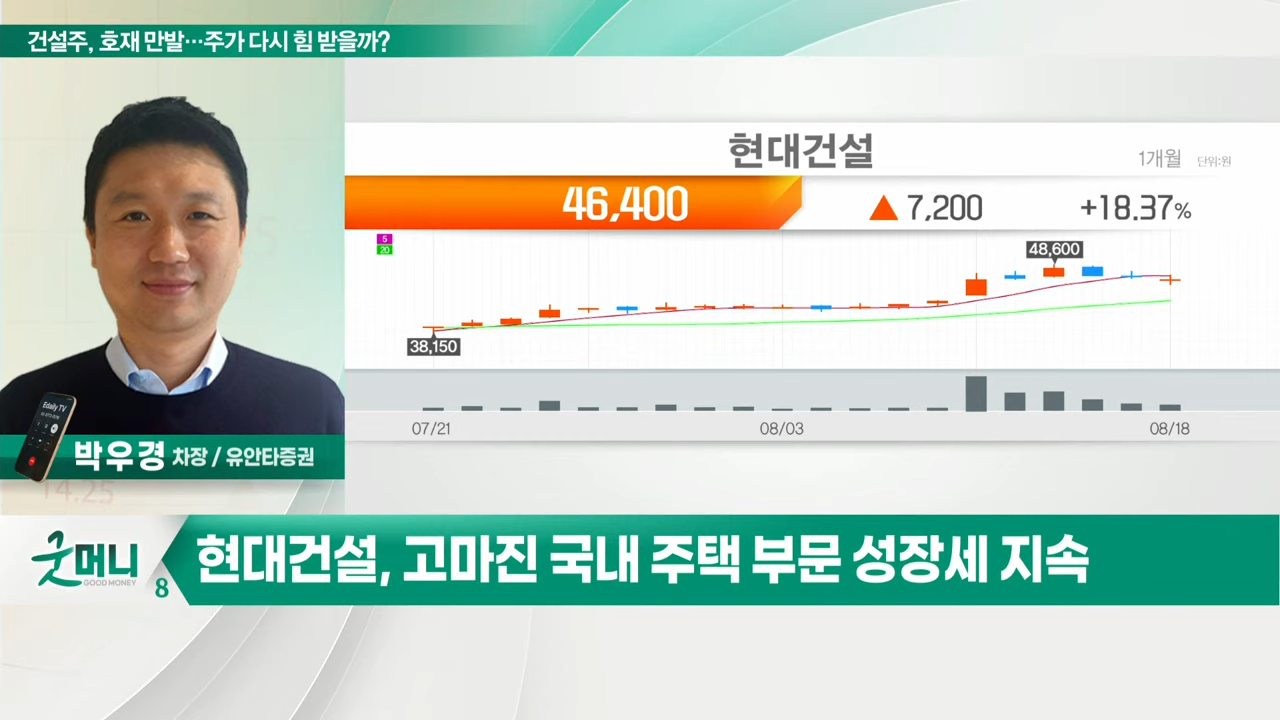 건설주, 호재 만발…주가 다시 힘 받을까?
현대건설
1개월 단위:원
46,400 ▲ 7,200 +18.37%
5
20
48,600
38,150
07/21 08/03 08/18
Edaily TV
박우경 차장 / 유안타증권
14.25
굿머니
GOOD MONEY
8
현대건설, 고마진 국내 주택 부문 성장세 지속